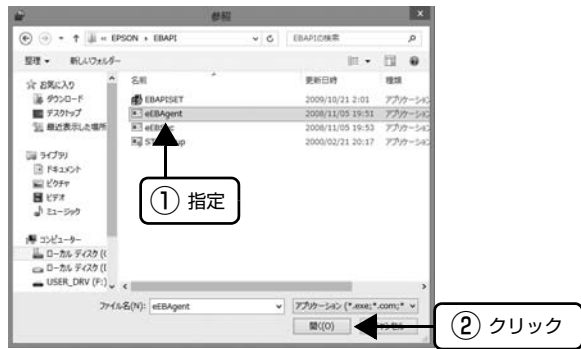 参照
« EPSON › EBAPI
EBAPIの検索
整理 新しいフォルダー
名前 更新日時 種類
お気に入り
ダウンロード
デスクトップ
最近表示した場所
EBAPISET 2009/10/21 2:01 アプリケーショ
eEBAgent 2008/11/05 19:51 アプリケーショ
2008/11/05 19:53 アプリケーショ
2000/02/21 20:17 アプリケーショ
ライブラリ
ドキュメント
ピクチャ
ビデオ
ミュージック
① 指定
コンピューター
ローカル ディスク (
ローカル ディスク (
USER_DRV (F:)
ファイル名(N): eEBAgent
アプリケーション (*.exe;*.com;*
開く(O)
② クリック